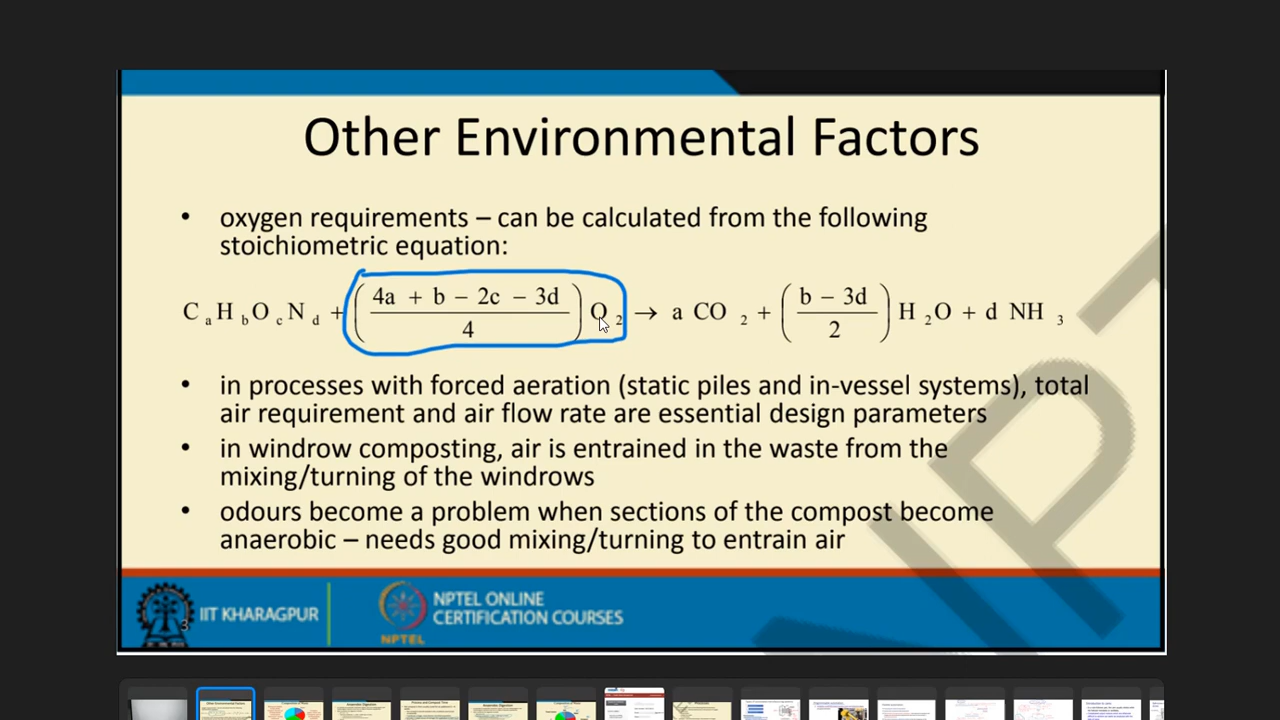 Other Environmental Factors
• oxygen requirements – can be calculated from the following
stoichiometric equation:
C a H b O c N d + ( 4a + b − 2c − 3d / 4 ) O 2 → a CO 2 + ( b − 3d / 2 ) H 2 O + d NH 3
• in processes with forced aeration (static piles and in-vessel systems), total
air requirement and air flow rate are essential design parameters
• in windrow composting, air is entrained in the waste from the
mixing/turning of the windrows
• odours become a problem when sections of the compost become
anaerobic – needs good mixing/turning to entrain air
3
IIT KHARAGPUR
NPTEL
NPTEL ONLINE
CERTIFICATION COURSES